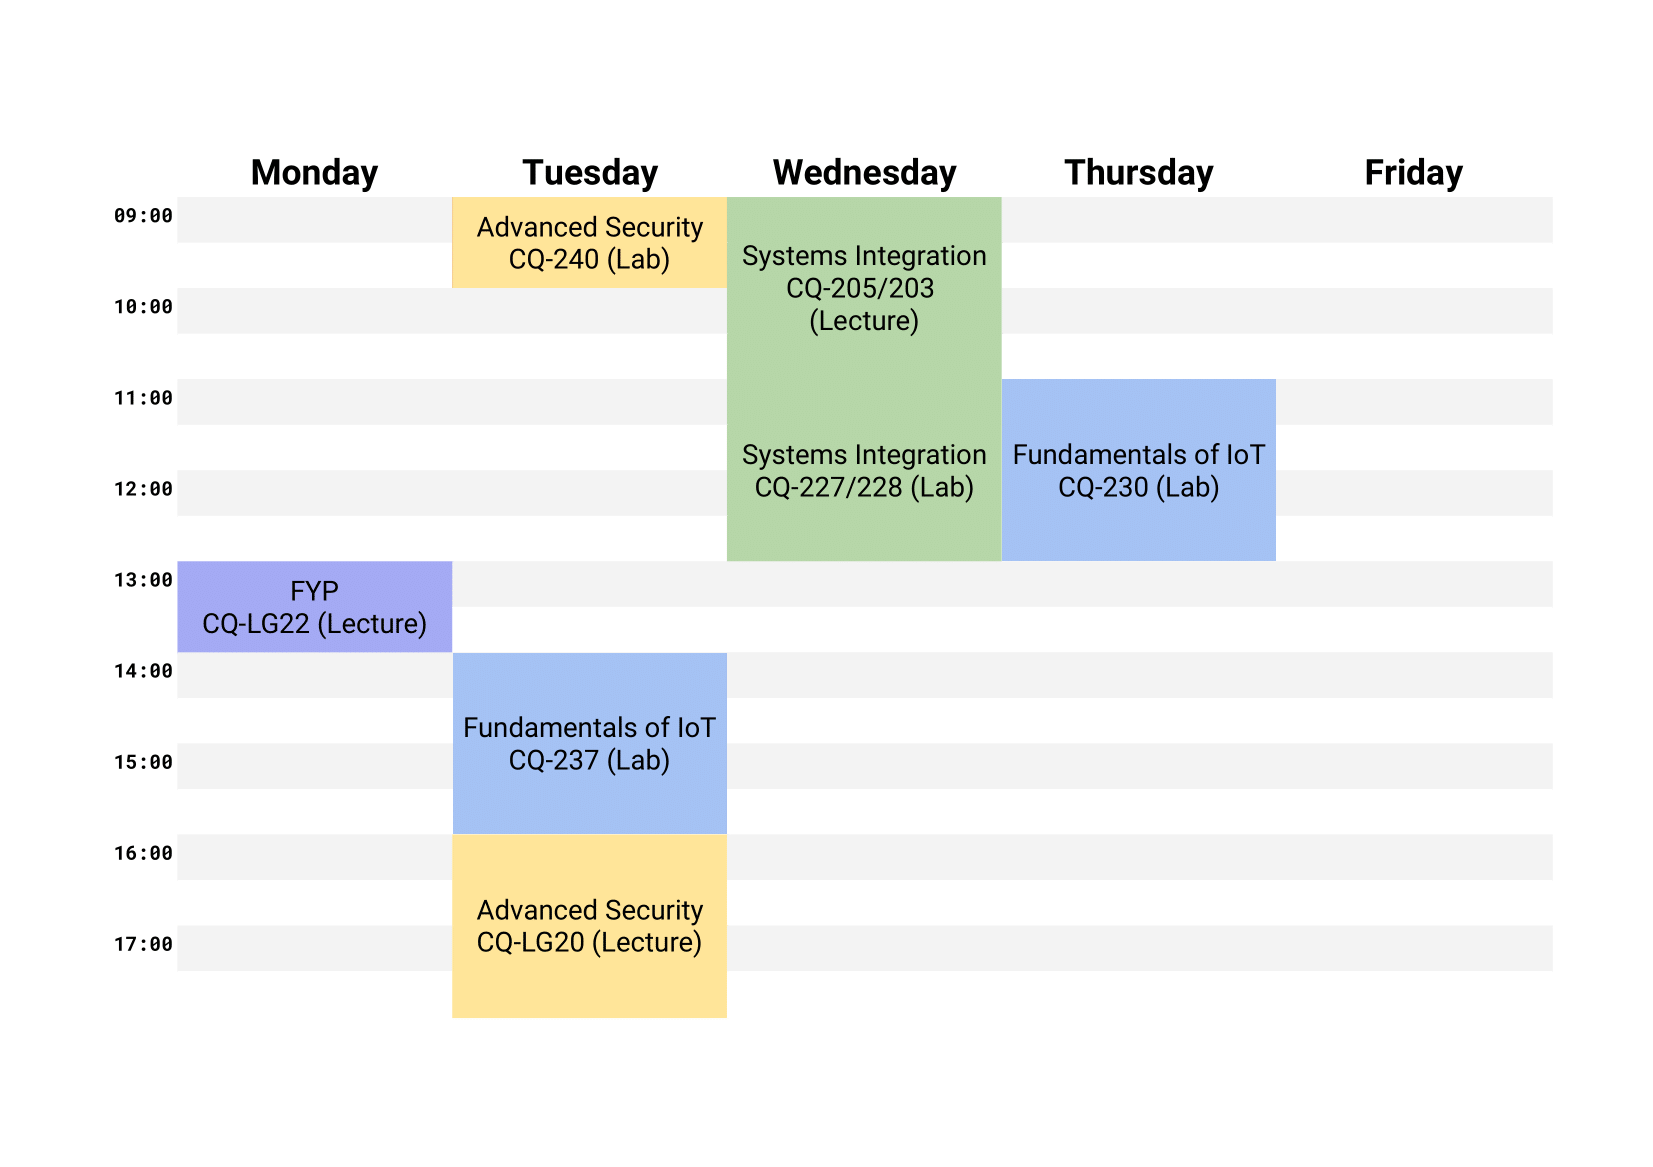 Monday Tuesday Wednesday Thursday Friday
09:00
Advanced Security
CQ-240 (Lab)
Systems Integration
CQ-205/203
(Lecture)
10:00
11:00
Systems Integration
CQ-227/228 (Lab)
Fundamentals of IoT
CQ-230 (Lab)
12:00
13:00
FYP
CQ-LG22 (Lecture)
14:00
Fundamentals of IoT
CQ-237 (Lab)
15:00
16:00
Advanced Security
CQ-LG20 (Lecture)
17:00